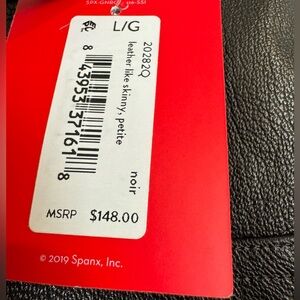 L/G
20282Q
leather like skinny, petite
noir
8 43953 37161 8
MSRP $148.00
© 2019 Spanx, Inc.